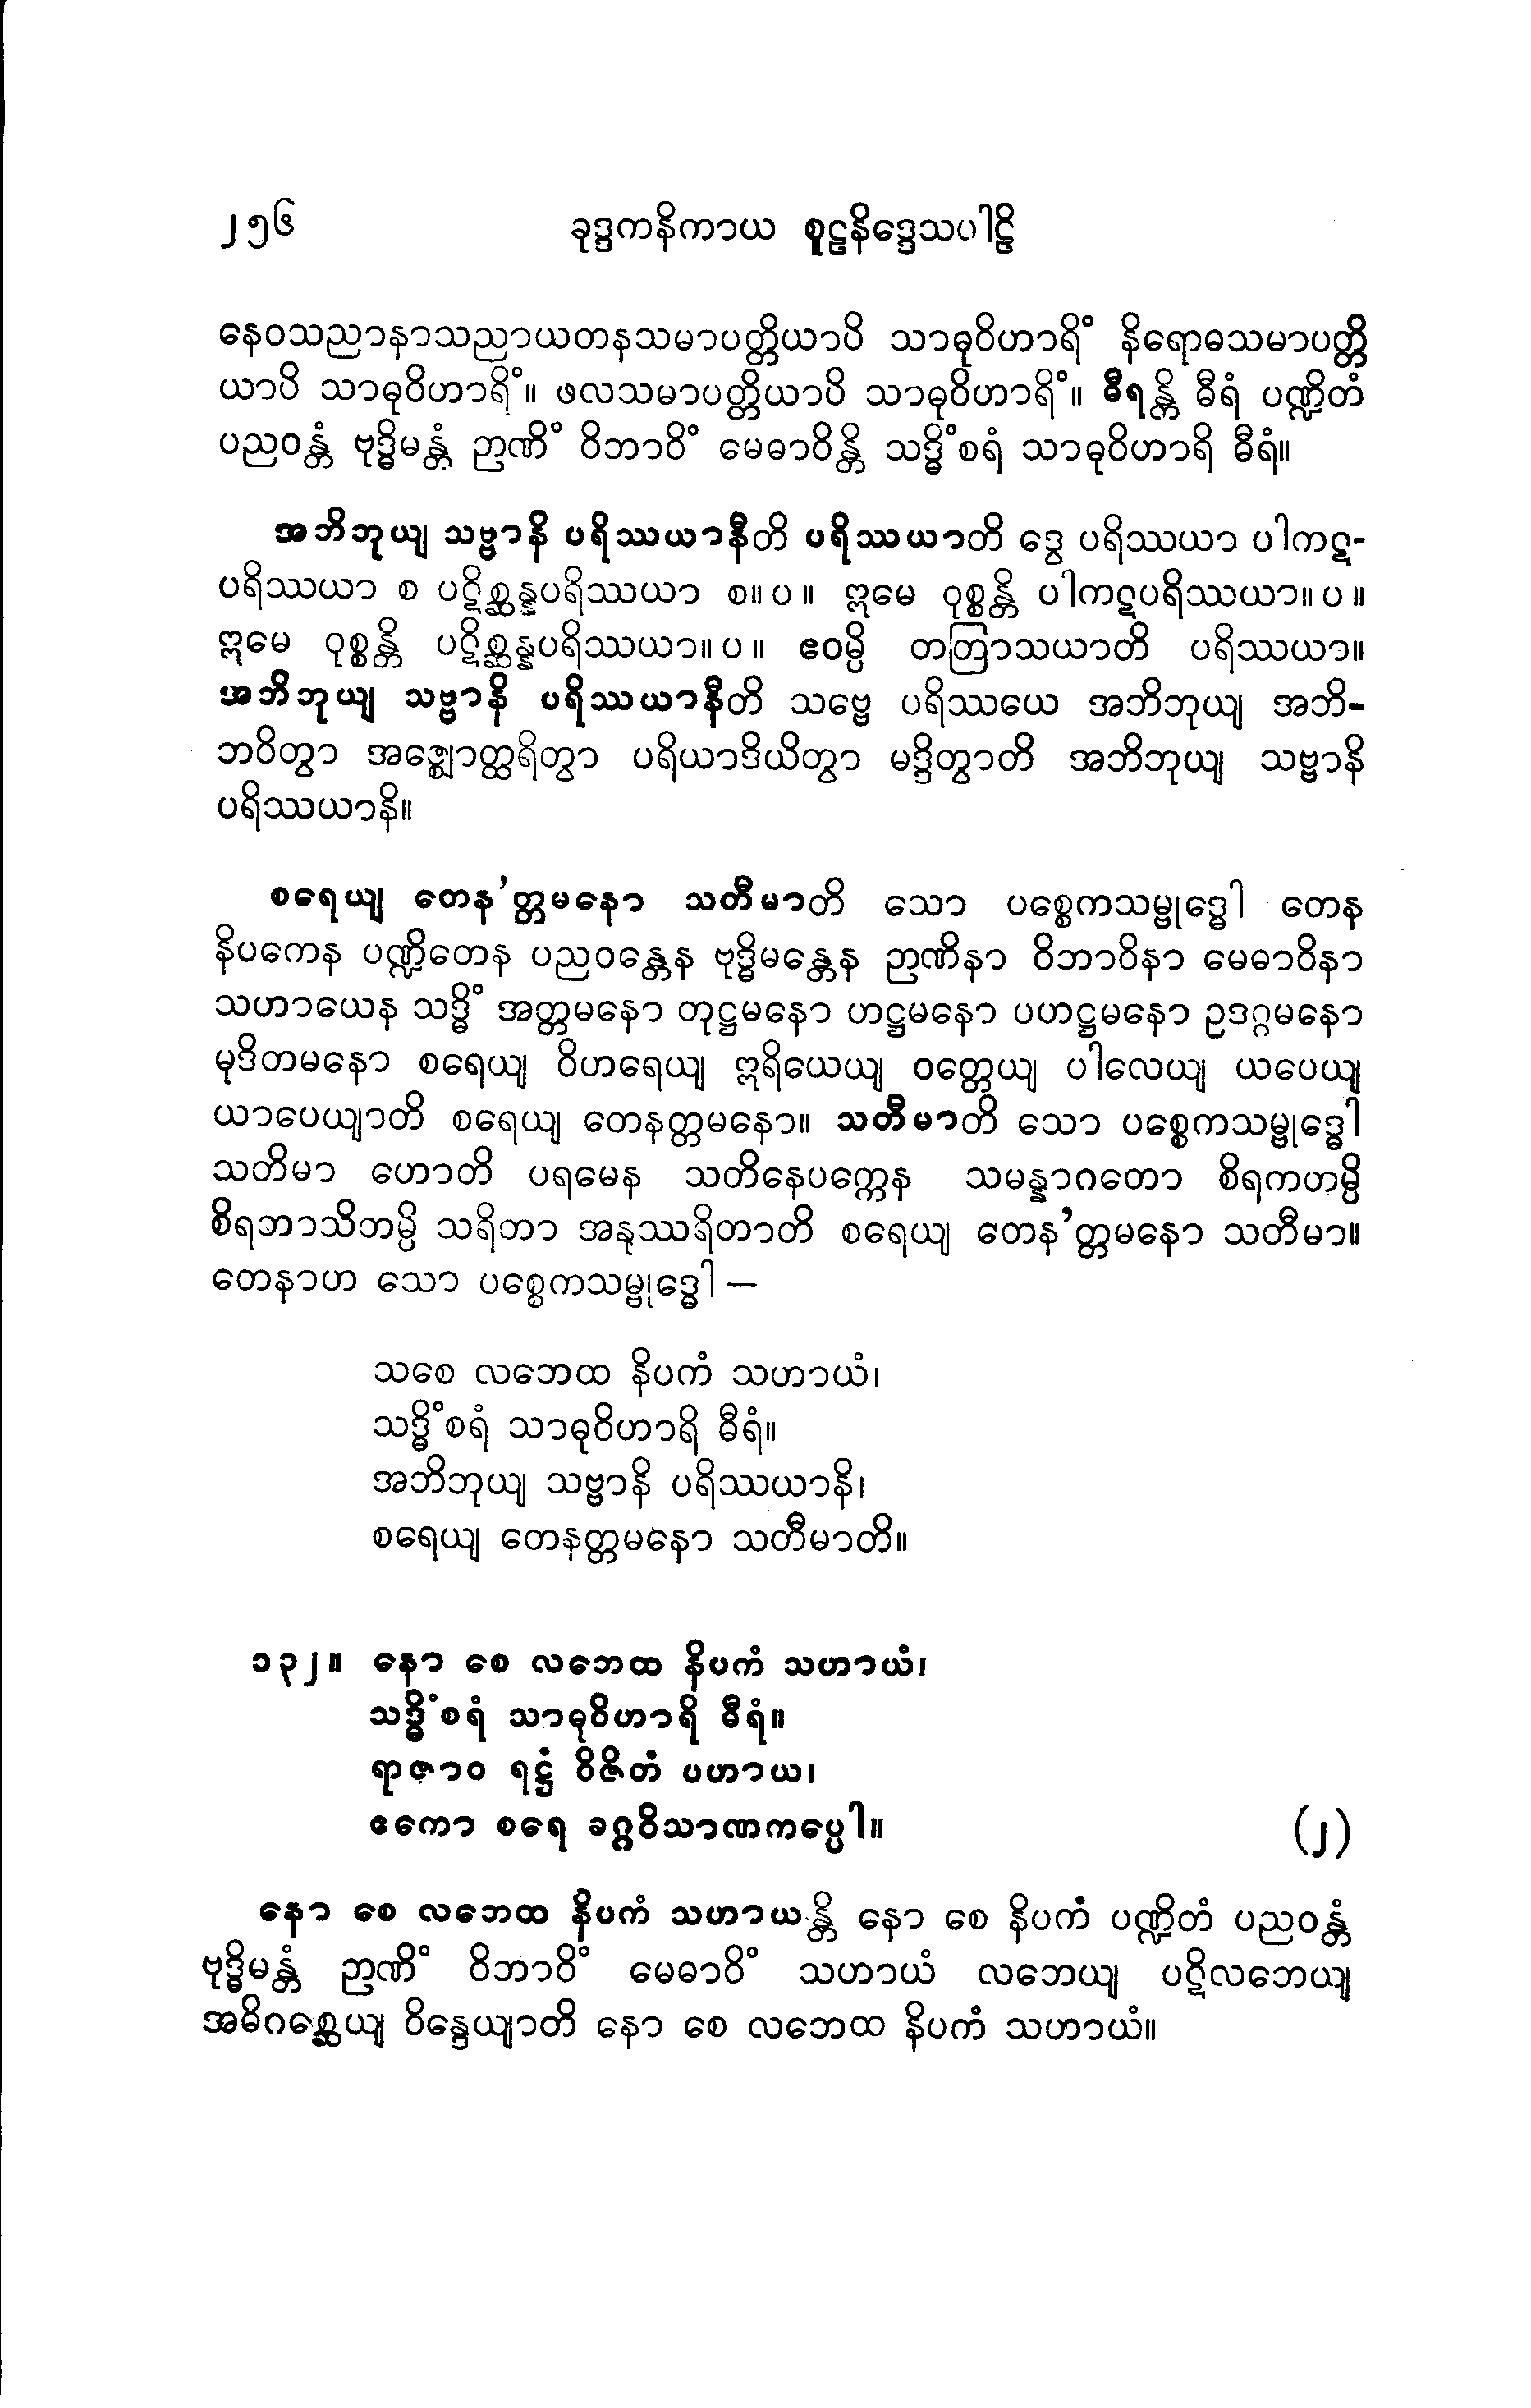 ၂၅၆ ခုဒ္ဒကနိကာယ စူဠနိဒ္ဒေသပါဠိ
နေဝသညာနာသညာယတနသမာပတ္တိယာပိ သာဓုဝိဟာရိံ နိရောဓသမာပတ္တိ
ယာပိ သာဓုဝိဟာရိံ။ ဖလသမာပတ္တိယာပိ သာဓုဝိဟာရိံ။ ဓီရန္တိ ဓီရံ ပဏ္ဍိတံ
ပညဝန္တံ ဗုဒ္ဓိမန္တံ ဉာဏိံ ဝိဘာဝိံ မေဓာဝိန္တိ သဒ္ဓိံစရံ သာဓုဝိဟာရိ ဓီရံ။
အဘိဘုယျ သဗ္ဗာနိ ပရိဿယာနီတိ ပရိဿယာတိ ဒွေ ပရိဿယာ ပါကဋ-
ပရိဿယာ စ ပဋိစ္ဆန္နပရိဿယာ စ။ပ။ ဣမေ ဝုစ္စန္တိ ပါကဋပရိဿယာ။ပ။
ဣမေ ဝုစ္စန္တိ ပဋိစ္ဆန္နပရိဿယာ။ပ။ ဧဝမ္ပိ တတြာသယာတိ ပရိဿယာ။
အဘိဘုယျ သဗ္ဗာနိ ပရိဿယာနီတိ သဗ္ဗေ ပရိဿယေ အဘိဘုယျ အဘိ-
ဘဝိတွာ အဇ္ဈောတ္ထရိတွာ ပရိယာဒိယိတွာ မဒ္ဒိတွာတိ အဘိဘုယျ သဗ္ဗာနိ
ပရိဿယာနိ။
စရေယျ တေန’တ္တမနော သတီမာတိ သော ပစ္စေကသမ္ဗုဒ္ဓေါ တေန
နိပကေန ပဏ္ဍိတေန ပညဝန္တေန ဗုဒ္ဓိမန္တေန ဉာဏိနာ ဝိဘာဝိနာ မေဓာဝိနာ
သဟာယေန သဒ္ဓိံ အတ္တမနော တုဋ္ဌမနော ဟဋ္ဌမနော ပဟဋ္ဌမနော ဥဒဂ္ဂမနော
မုဒိတမနော စရေယျ ဝိဟရေယျ ဣရိယေယျ ဝတ္တေယျ ပါလေယျ ယပေယျ
ယာပေယျာတိ စရေယျ တေနတ္တမနော။ သတီမာတိ သော ပစ္စေကသမ္ဗုဒ္ဓေါ
သတိမာ ဟောတိ ပရမေန သတိနေပက္ကေန သမန္နာဂတော စိရကတမ္ပိ
စိရဘာသိတမ္ပိ သရိတာ အနုဿရိတာတိ စရေယျ တေန’တ္တမနော သတီမာ။
တေနာဟ သော ပစ္စေကသမ္ဗုဒ္ဓေါ —
သစေ လဘေထ နိပကံ သဟာယံ၊
သဒ္ဓိံစရံ သာဓုဝိဟာရိ ဓီရံ။
အဘိဘုယျ သဗ္ဗာနိ ပရိဿယာနိ၊
စရေယျ တေနတ္တမနော သတီမာတိ။
၁၃၂။ နော စေ လဘေထ နိပကံ သဟာယံ၊
သဒ္ဓိံစရံ သာဓုဝိဟာရိ ဓီရံ။
ရာဇာဝ ရဋ္ဌံ ဝိဇိတံ ပဟာယ၊
ဧကော စရေ ခဂ္ဂဝိသာဏကပ္ပေါ။ (၂)
နော စေ လဘေထ နိပကံ သဟာယန္တိ နော စေ နိပကံ ပဏ္ဍိတံ ပညဝန္တံ
ဗုဒ္ဓိမန္တံ ဉာဏိံ ဝိဘာဝိံ မေဓာဝိံ သဟာယံ လဘေယျ ပဋိလဘေယျ
အဓိဂစ္ဆေယျ ဝိန္ဒေယျာတိ နော စေ လဘေထ နိပကံ သဟာယံ။